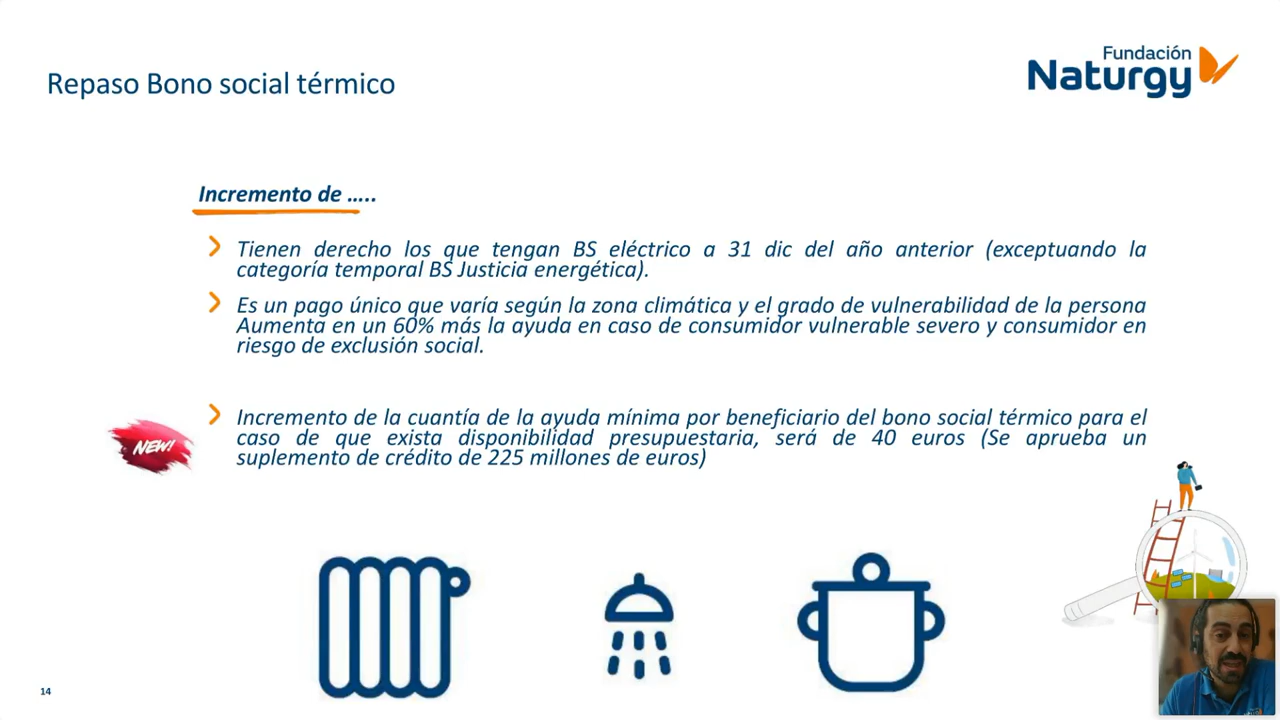 Repaso Bono social térmico
Fundación
Naturgy
Incremento de …..
Tienen derecho los que tengan BS eléctrico a 31 dic del año anterior (exceptuando la
categoría temporal BS Justicia energética).
Es un pago único que varía según la zona climática y el grado de vulnerabilidad de la persona
Aumenta en un 60% más la ayuda en caso de consumidor vulnerable severo y consumidor en
riesgo de exclusión social.
NEW!
Incremento de la cuantía de la ayuda mínima por beneficiario del bono social térmico para el
caso de que exista disponibilidad presupuestaria, será de 40 euros (Se aprueba un
suplemento de crédito de 225 millones de euros)
14